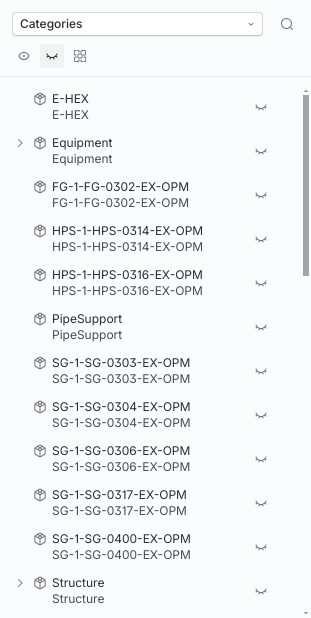 Categories
E-HEX
E-HEX
Equipment
Equipment
FG-1-FG-0302-EX-OPM
FG-1-FG-0302-EX-OPM
HPS-1-HPS-0314-EX-OPM
HPS-1-HPS-0314-EX-OPM
HPS-1-HPS-0316-EX-OPM
HPS-1-HPS-0316-EX-OPM
PipeSupport
PipeSupport
SG-1-SG-0303-EX-OPM
SG-1-SG-0303-EX-OPM
SG-1-SG-0304-EX-OPM
SG-1-SG-0304-EX-OPM
SG-1-SG-0306-EX-OPM
SG-1-SG-0306-EX-OPM
SG-1-SG-0317-EX-OPM
SG-1-SG-0317-EX-OPM
SG-1-SG-0400-EX-OPM
SG-1-SG-0400-EX-OPM
Structure
Structure